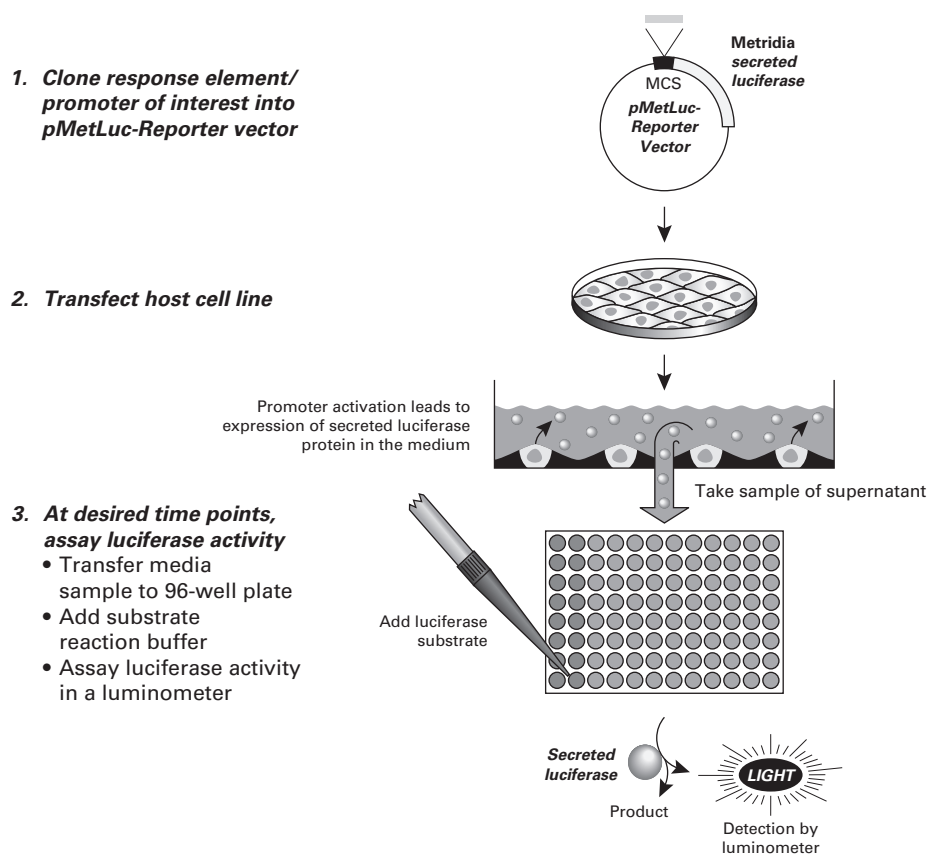 1. Clone response element/
promoter of interest into
pMetLuc-Reporter vector
Metridia
secreted
luciferase
MCS
pMetLuc-
Reporter
Vector
2. Transfect host cell line
Promoter activation leads to
expression of secreted luciferase
protein in the medium
Take sample of supernatant
3. At desired time points,
assay luciferase activity
• Transfer media
sample to 96-well plate
• Add substrate
reaction buffer
• Assay luciferase activity
in a luminometer
Add luciferase
substrate
Secreted
luciferase
Product
LIGHT
Detection by
luminometer